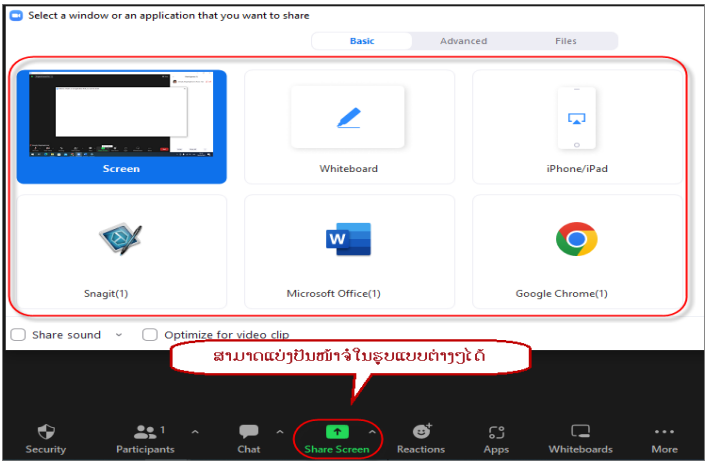 Select a window or an application that you want to share
Basic Advanced Files
Screen Whiteboard iPhone/iPad
Snagit(1) Microsoft Office(1) Google Chrome(1)
Share sound Optimize for video clip
ສາມາດແບ່ງປັນໜ້າຈໍໃນຮູບແບບຕ່າງໆໄດ້
1
Security Participants Chat Share Screen Reactions Apps Whiteboards More